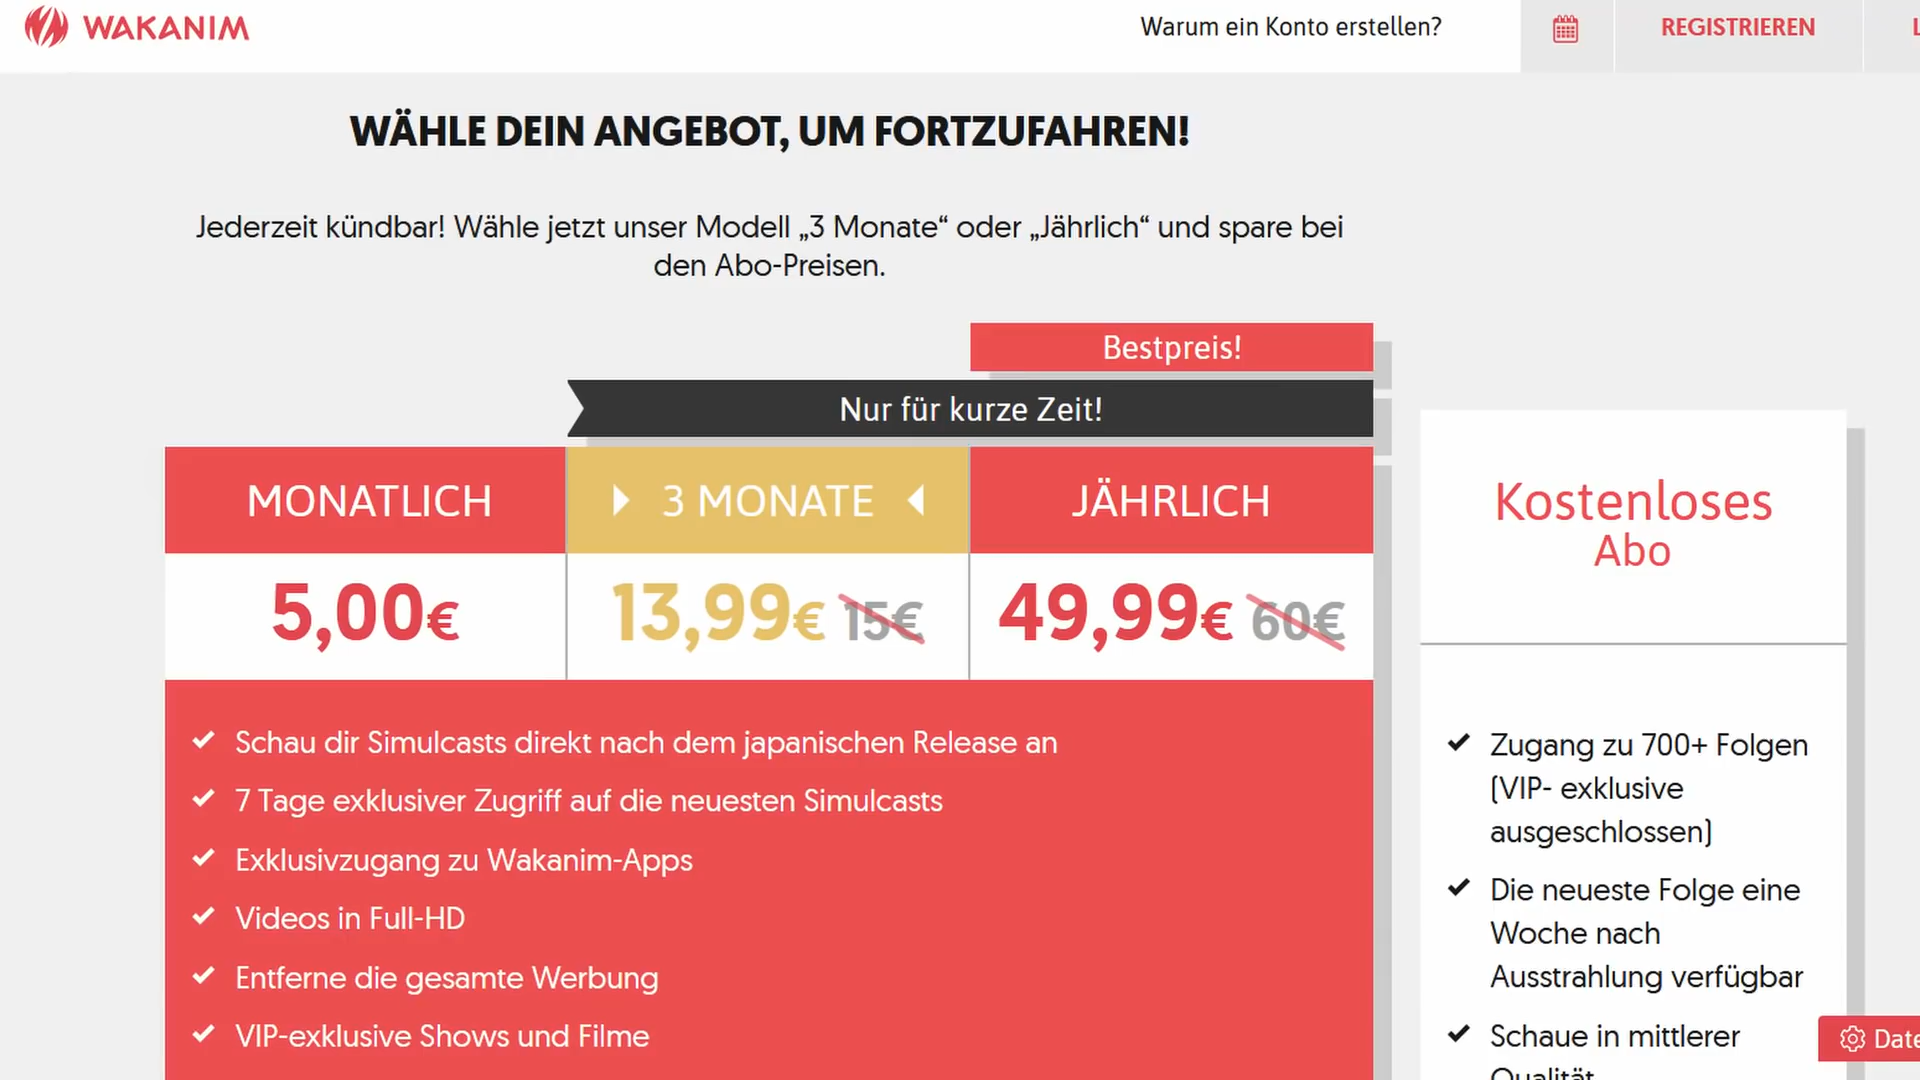 WAKANIM
Warum ein Konto erstellen?
REGISTRIEREN
WÄHLE DEIN ANGEBOT, UM FORTZUFAHREN!
Jederzeit kündbar! Wähle jetzt unser Modell „3 Monate“ oder „Jährlich“ und spare bei
den Abo-Preisen.
Bestpreis!
Nur für kurze Zeit!
MONATLICH
3 MONATE
JÄHRLICH
5,00€
13,99€ 15€
49,99€ 60€
Schau dir Simulcasts direkt nach dem japanischen Release an
7 Tage exklusiver Zugriff auf die neuesten Simulcasts
Exklusivzugang zu Wakanim-Apps
Videos in Full-HD
Entferne die gesamte Werbung
VIP-exklusive Shows und Filme
Kostenloses
Abo
Zugang zu 700+ Folgen
(VIP- exklusive
ausgeschlossen)
Die neueste Folge eine
Woche nach
Ausstrahlung verfügbar
Schaue in mittlerer
Qualität
Date